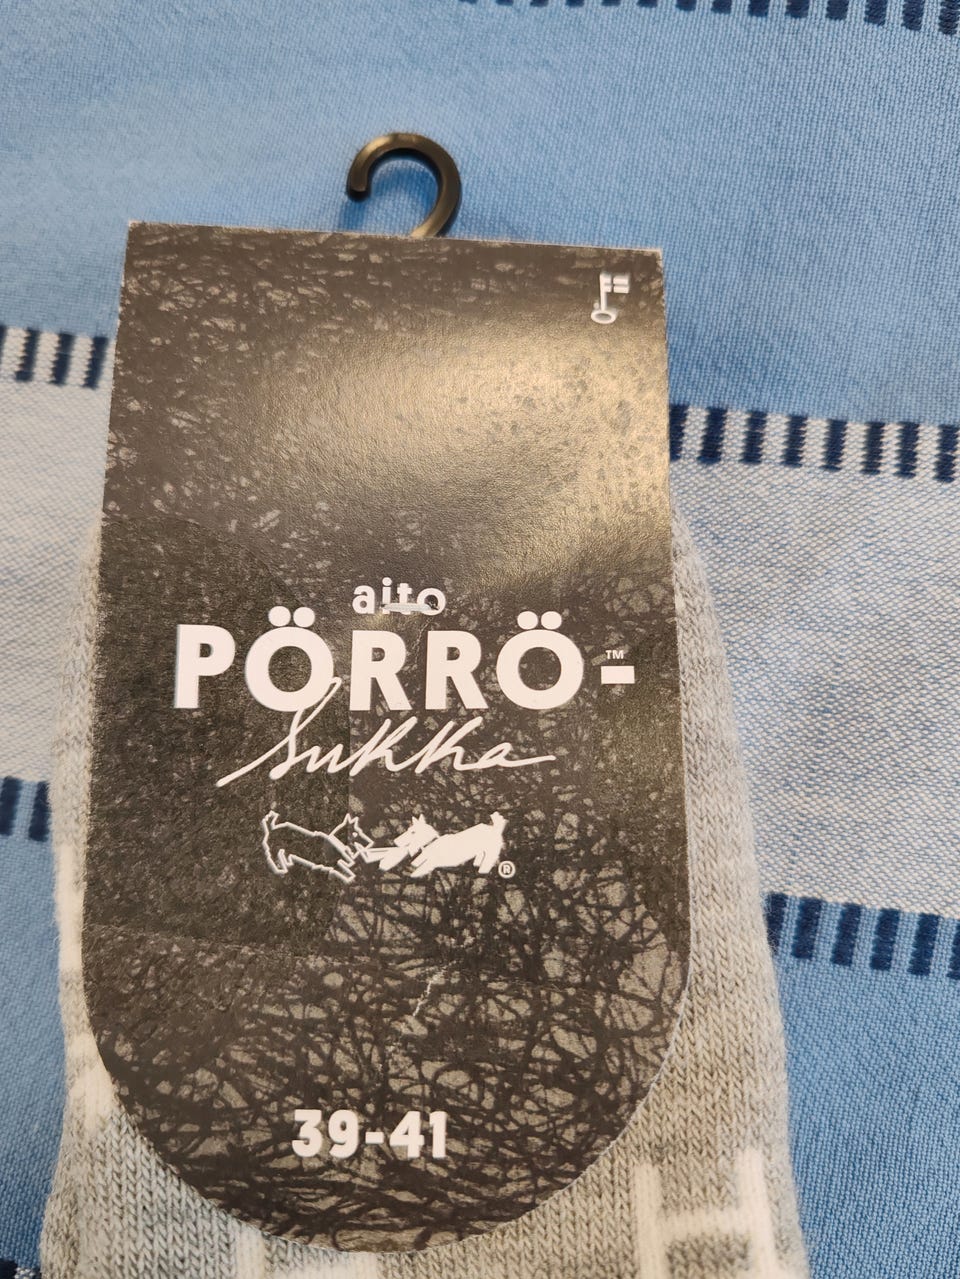 aito
PÖRRÖ-™
sukka
®
39-41